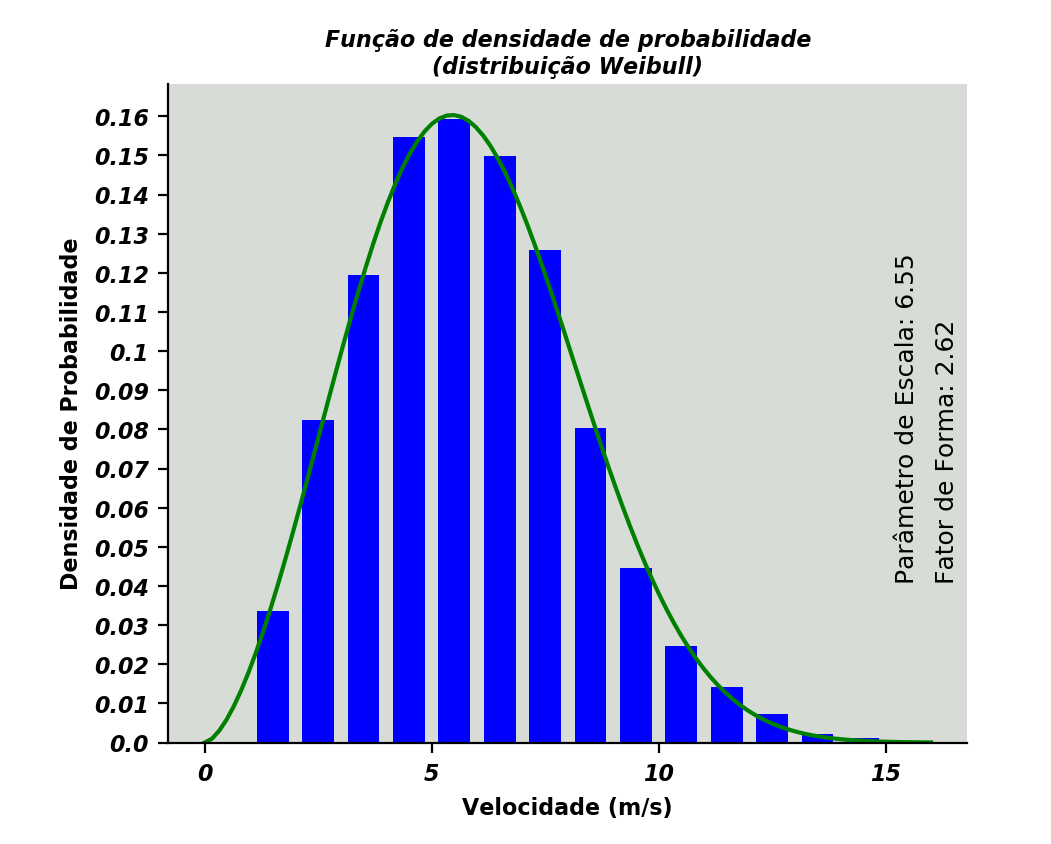 Função de densidade de probabilidade
(distribuição Weibull)
0.16
0.15
0.14
0.13
0.12
0.11
0.1
0.09
0.08
0.07
0.06
0.05
0.04
0.03
0.02
0.01
0.0
Densidade de Probabilidade
Parâmetro de Escala: 6.55
Fator de Forma: 2.62
0 5 10 15
Velocidade (m/s)